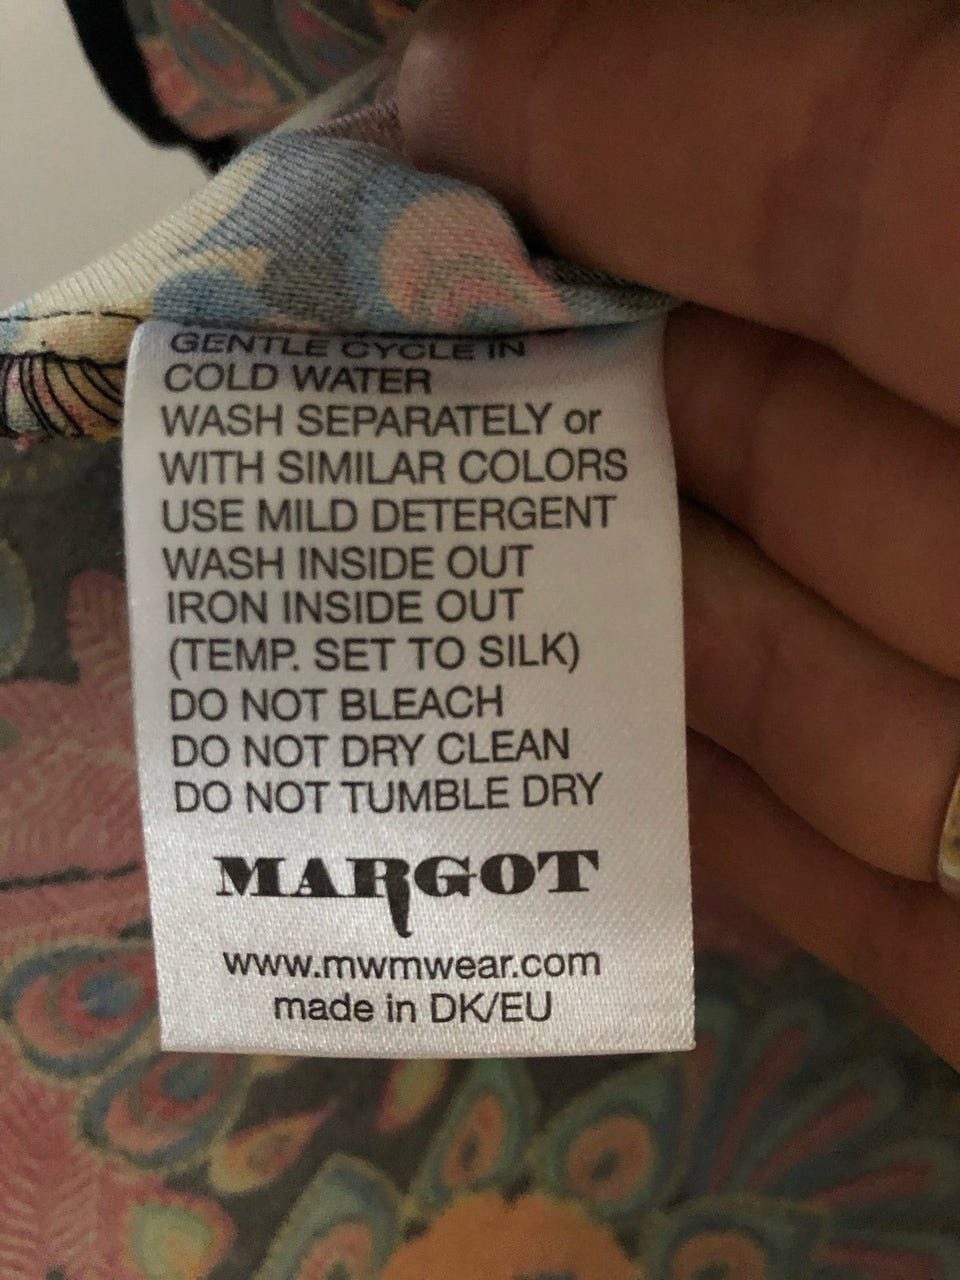 GENTLE CYCLE IN
COLD WATER
WASH SEPARATELY or
WITH SIMILAR COLORS
USE MILD DETERGENT
WASH INSIDE OUT
IRON INSIDE OUT
(TEMP. SET TO SILK)
DO NOT BLEACH
DO NOT DRY CLEAN
DO NOT TUMBLE DRY
MARGOT
www.mwmwear.com
made in DK/EU